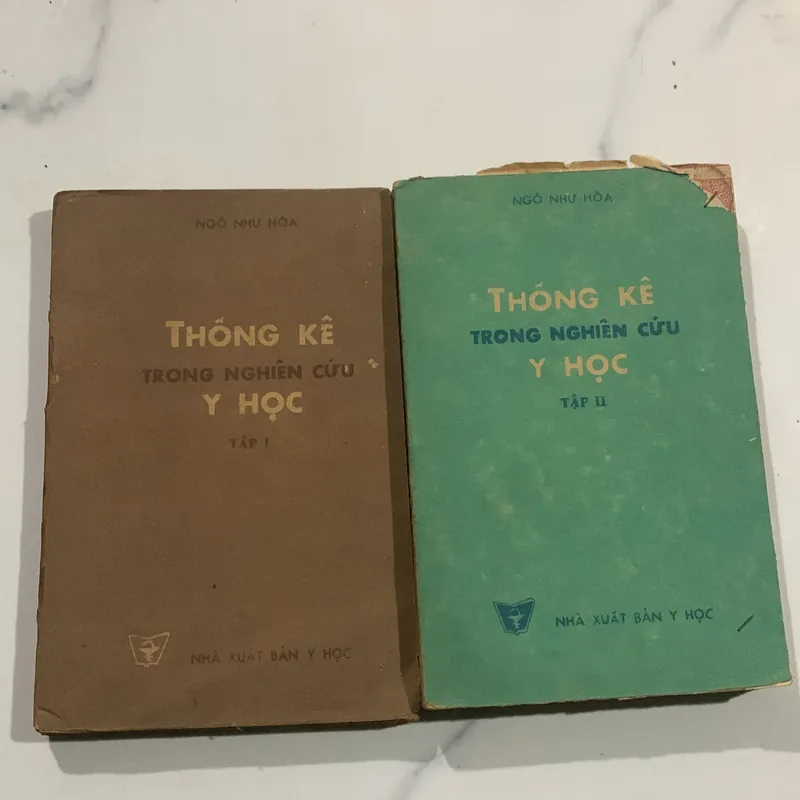 NGÔ NHƯ HÒA
THỐNG KÊ
TRONG NGHIÊN CỨU
Y HỌC
TẬP I
NHÀ XUẤT BẢN Y HỌC
NGÔ NHƯ HÒA
THỐNG KÊ
TRONG NGHIÊN CỨU
Y HỌC
TẬP II
NHÀ XUẤT BẢN Y HỌC